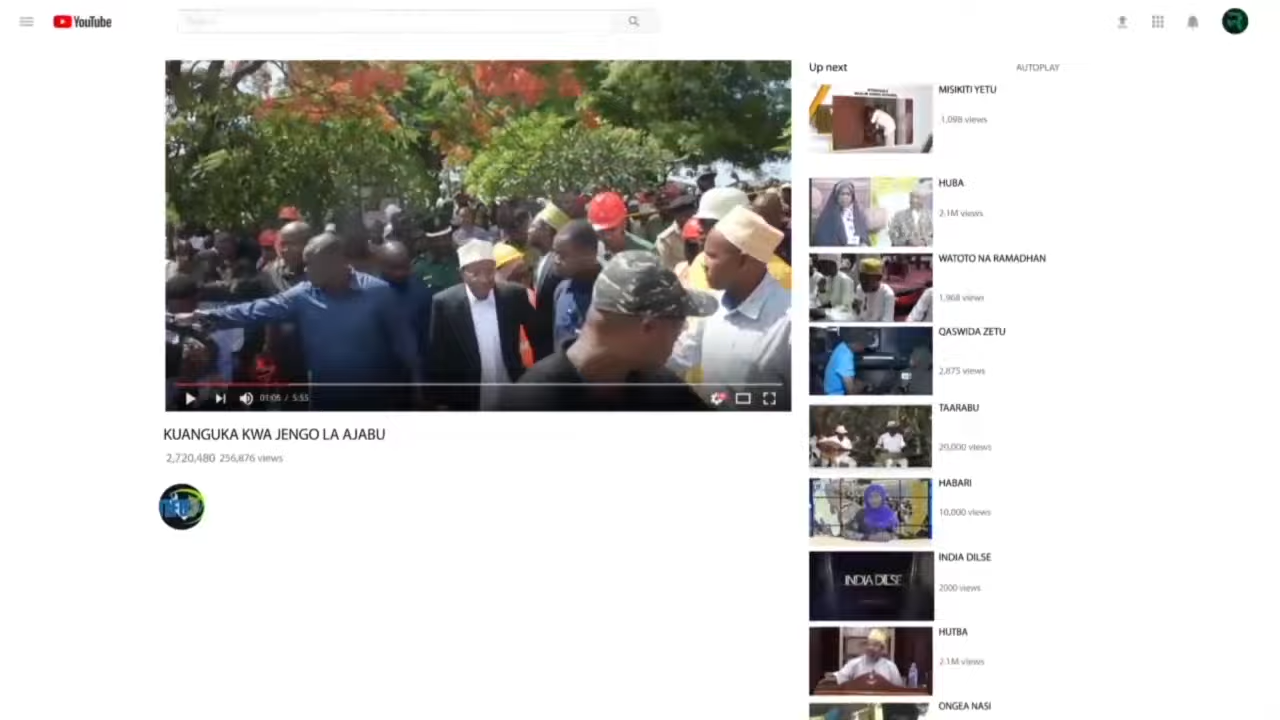 YouTube
Search
01:06 / 5:55
KUANGUKA KWA JENGO LA AJABU
2,720,480 256,876 views
NEWS
Up next
AUTOPLAY
MISIKITI YETU
1,098 views
HUBA
2.1M views
WATOTO NA RAMADHAN
1,968 views
QASWIDA ZETU
2,875 views
TAARABU
20,000 views
HABARI
10,000 views
INDIA DILSE
INDIA DILSE
2000 views
HUTBA
2.1M views
ONGEA NASI